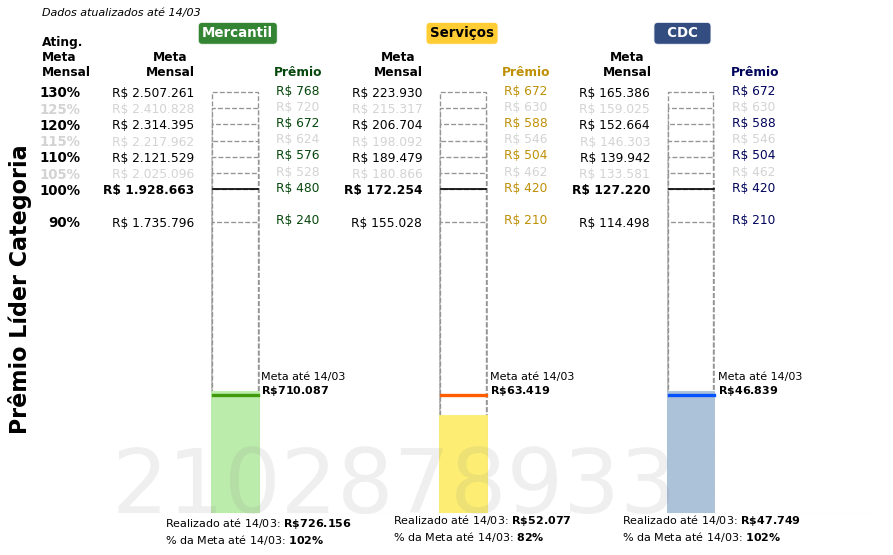 Dados atualizados até 14/03
Mercantil Serviços CDC
Ating.
Meta Meta Meta Meta
Mensal Mensal Prêmio Mensal Prêmio Mensal Prêmio
130% R$ 2.507.261 R$ 768 R$ 223.930 R$ 672 R$ 165.386 R$ 672
125% R$ 2.410.828 R$ 720 R$ 215.317 R$ 630 R$ 159.025 R$ 630
120% R$ 2.314.395 R$ 672 R$ 206.704 R$ 588 R$ 152.664 R$ 588
115% R$ 2.217.962 R$ 624 R$ 198.092 R$ 546 R$ 146.303 R$ 546
110% R$ 2.121.529 R$ 576 R$ 189.479 R$ 504 R$ 139.942 R$ 504
105% R$ 2.025.096 R$ 528 R$ 180.866 R$ 462 R$ 133.581 R$ 462
100% R$ 1.928.663 R$ 480 R$ 172.254 R$ 420 R$ 127.220 R$ 420
90% R$ 1.735.796 R$ 240 R$ 155.028 R$ 210 R$ 114.498 R$ 210
Prêmio Líder Categoria
Meta até 14/03 Meta até 14/03 Meta até 14/03
R$710.087 R$63.419 R$46.839
2102878933
Realizado até 14/03: R$726.156 Realizado até 14/03: R$52.077 Realizado até 14/03: R$47.749
% da Meta até 14/03: 102% % da Meta até 14/03: 82% % da Meta até 14/03: 102%